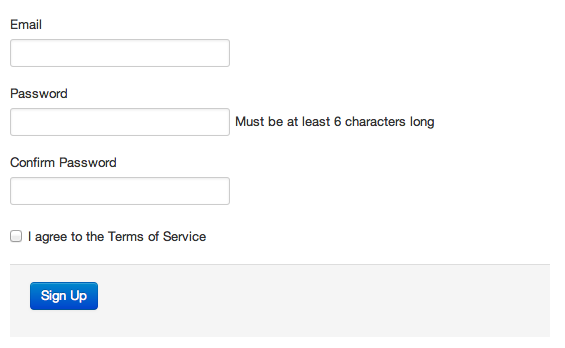 Email
Password
Must be at least 6 characters long
Confirm Password
I agree to the Terms of Service
Sign Up